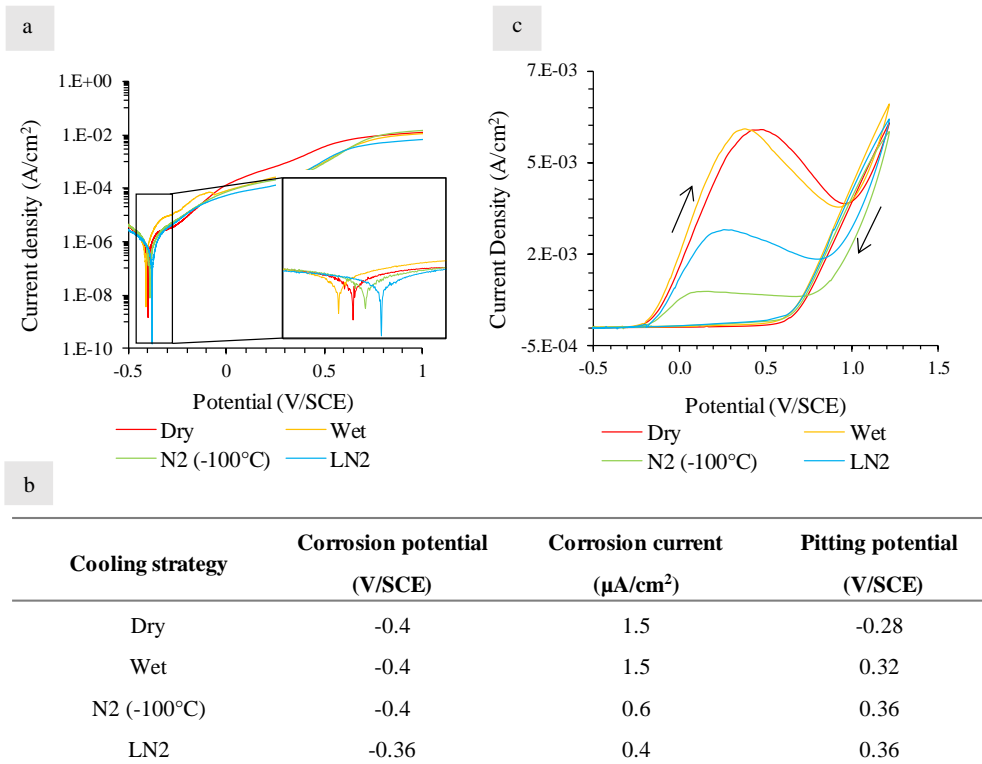 a
Current density (A/cm²)
1.E+00
1.E-02
1.E-04
1.E-06
1.E-08
1.E-10
-0.5 0 0.5 1
Potential (V/SCE)
Dry Wet
N2 (-100°C) LN2
c
Current Density (A/cm²)
7.E-03
5.E-03
2.E-03
-5.E-04
-0.5 0.0 0.5 1.0 1.5
Potential (V/SCE)
Dry Wet
N2 (-100°C) LN2
b
Cooling strategy Corrosion potential (V/SCE) Corrosion current (µA/cm²) Pitting potential (V/SCE)
Dry -0.4 1.5 -0.28
Wet -0.4 1.5 0.32
N2 (-100°C) -0.4 0.6 0.36
LN2 -0.36 0.4 0.36